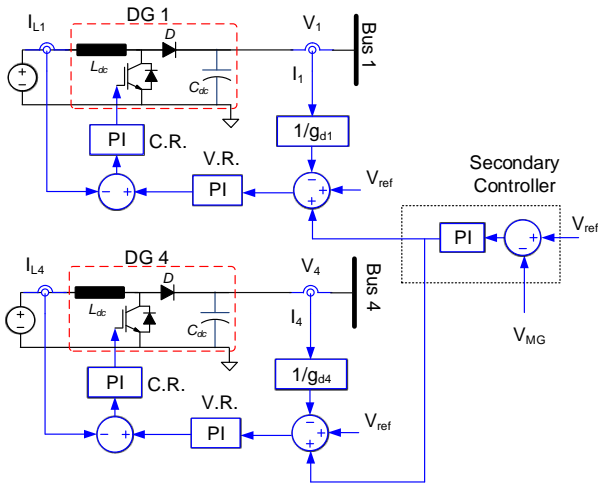 I_L1
DG 1
D
V_1
Bus 1
L_dc
C_dc
I_1
PI
C.R.
1/g_d1
V.R.
PI
V_ref
Secondary
Controller
PI
V_ref
V_MG
I_L4
DG 4
D
V_4
Bus 4
L_dc
C_dc
I_4
PI
C.R.
1/g_d4
V.R.
PI
V_ref